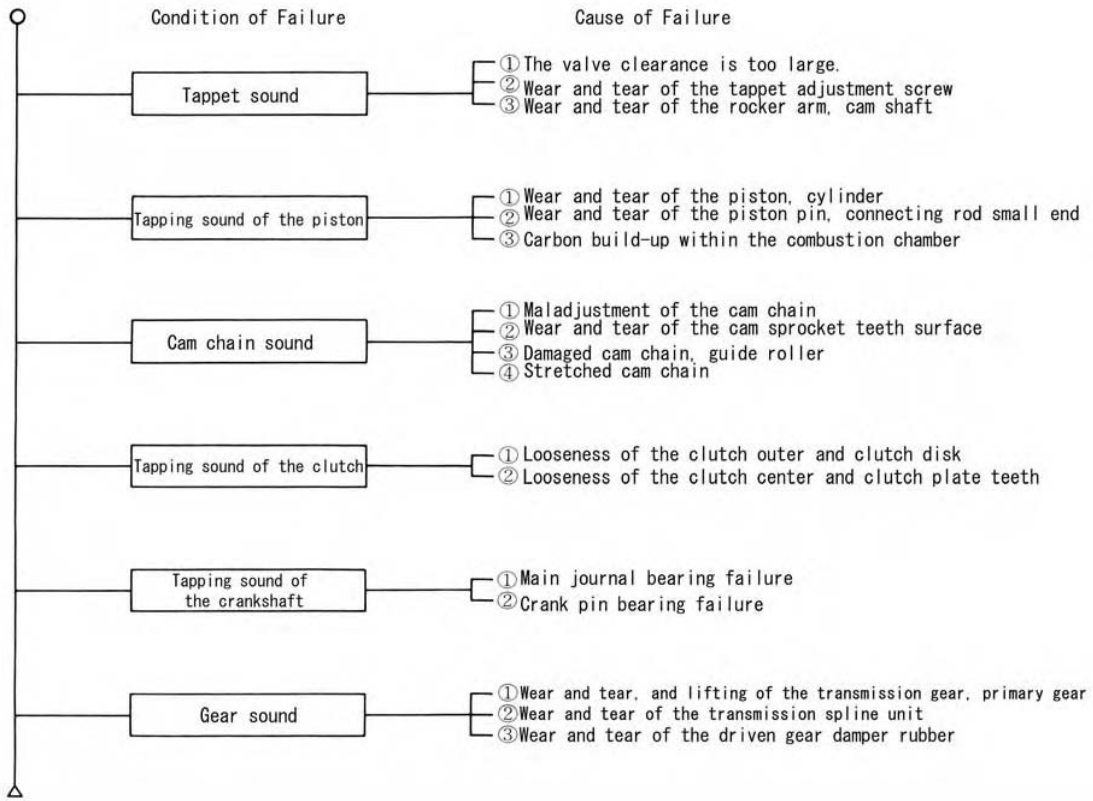 Condition of Failure
Cause of Failure
Tappet sound
①The valve clearance is too large.
②Wear and tear of the tappet adjustment screw
③Wear and tear of the rocker arm, cam shaft
Tapping sound of the piston
①Wear and tear of the piston, cylinder
②Wear and tear of the piston pin, connecting rod small end
③Carbon build-up within the combustion chamber
Cam chain sound
①Maladjustment of the cam chain
②Wear and tear of the cam sprocket teeth surface
③Damaged cam chain, guide roller
④Stretched cam chain
Tapping sound of the clutch
①Looseness of the clutch outer and clutch disk
②Looseness of the clutch center and clutch plate teeth
Tapping sound of
the crankshaft
①Main journal bearing failure
②Crank pin bearing failure
Gear sound
①Wear and tear, and lifting of the transmission gear, primary gear
②Wear and tear of the transmission spline unit
③Wear and tear of the driven gear damper rubber